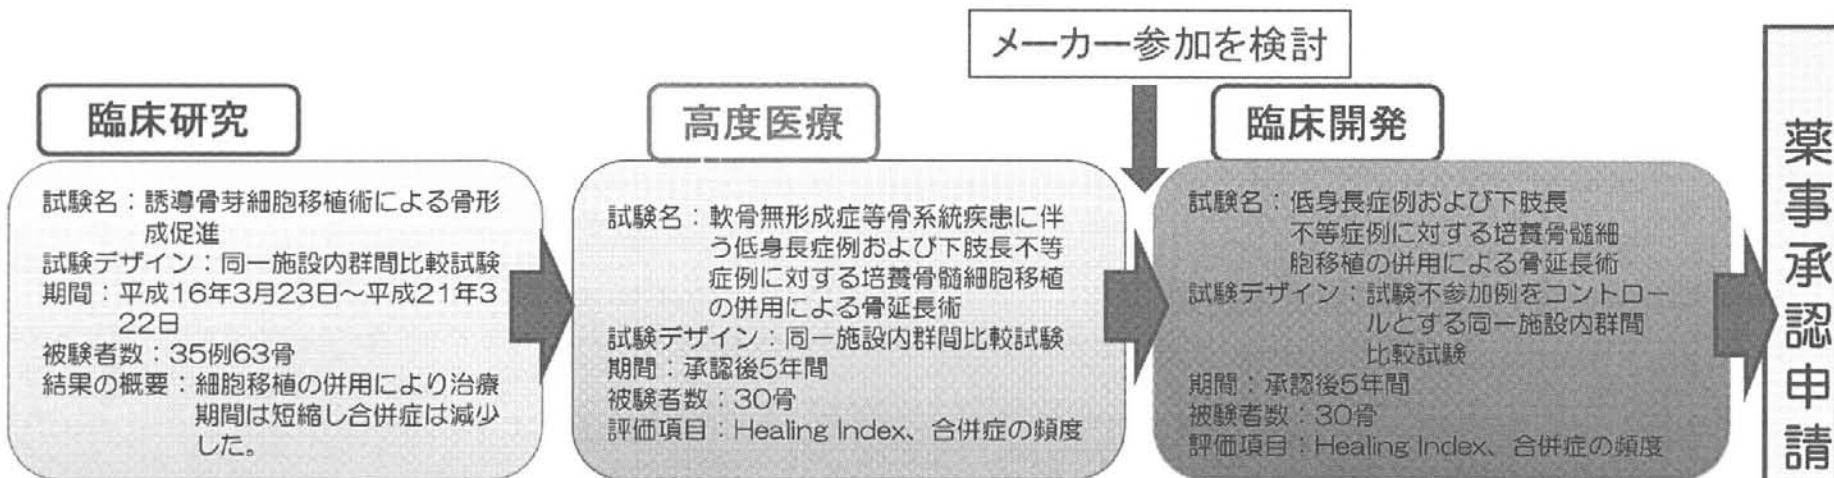 メーカー参加を検討
臨床研究
試験名：誘導骨芽細胞移植術による骨形
成促進
試験デザイン：同一施設内群間比較試験
期間：平成16年3月23日～平成21年3
22日
被験者数：35例63骨
結果の概要：細胞移植の併用により治療
期間は短縮し合併症は減少
した。
高度医療
試験名：軟骨無形成症等骨系統疾患に伴
う低身長症例および下肢長不等
症例に対する培養骨髄細胞移植
の併用による骨延長術
試験デザイン：同一施設内群間比較試験
期間：承認後5年間
被験者数：30骨
評価項目：Healing Index、合併症の頻度
臨床開発
試験名：低身長症例および下肢長
不等症例に対する培養骨髄細
胞移植の併用による骨延長術
試験デザイン：試験不参加例をコントロー
ルとする同一施設内群間
比較試験
期間：承認後5年間
被験者数：30骨
評価項目：Healing Index、合併症の頻度
薬事承認申請